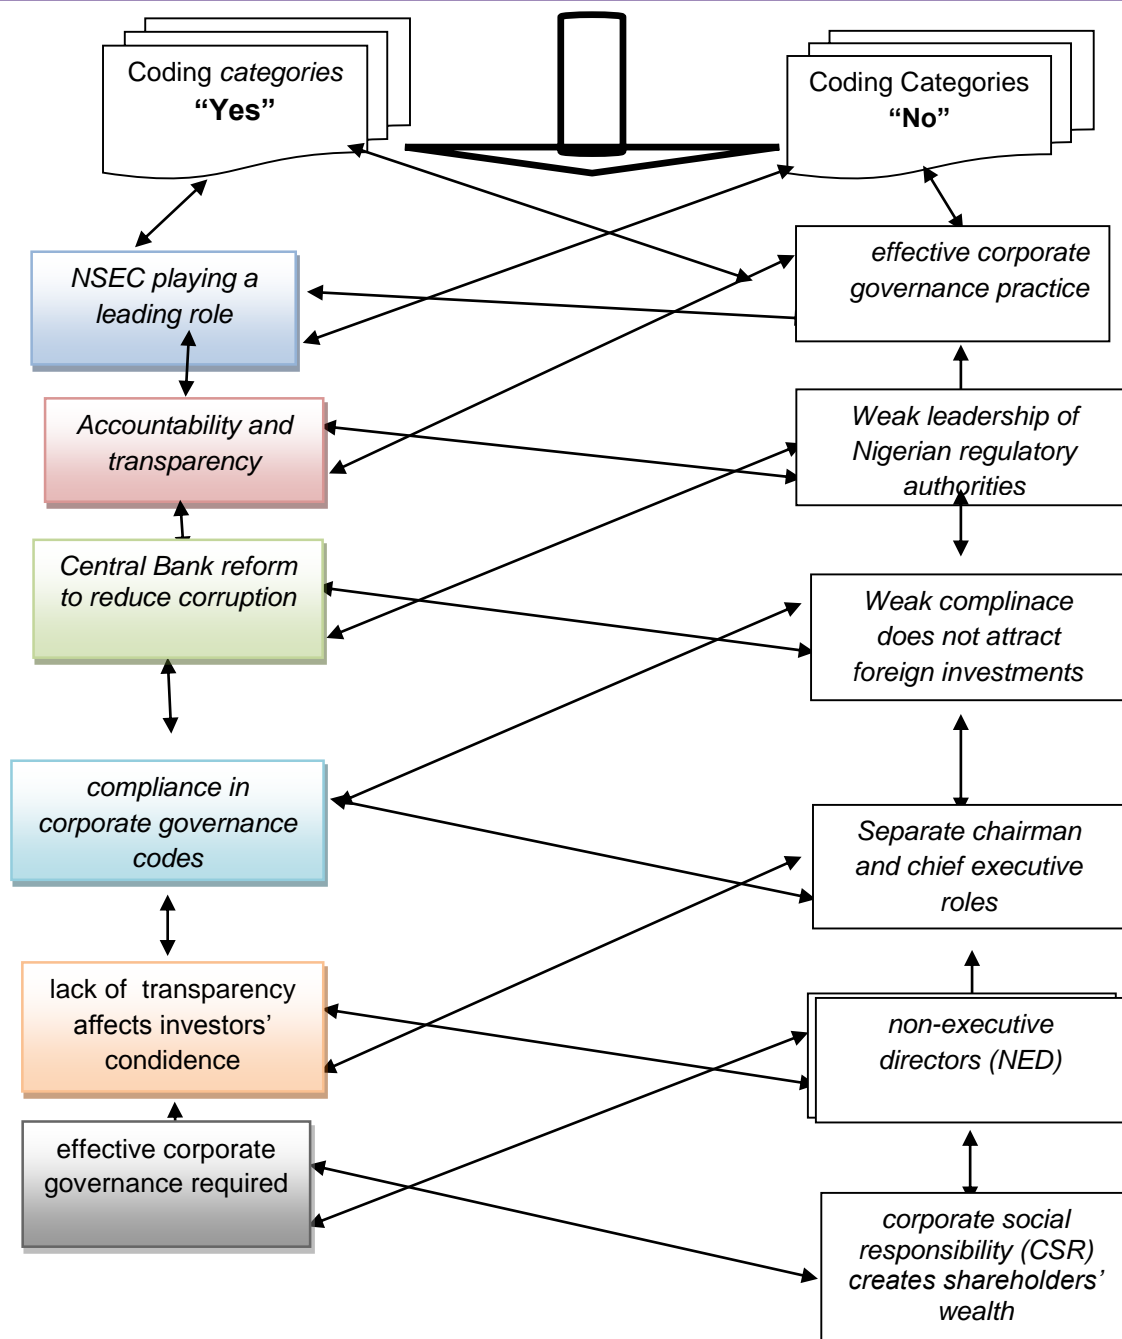 Coding categories
“Yes”
Coding Categories
“No”
NSEC playing a
leading role
effective corporate
governance practice
Accountability and
transparency
Weak leadership of
Nigerian regulatory
authorities
Central Bank reform
to reduce corruption
Weak complinace
does not attract
foreign investments
compliance in
corporate governance
codes
Separate chairman
and chief executive
roles
lack of  transparency
affects investors’
condidence
non-executive
directors (NED)
effective corporate
governance required
corporate social
responsibility (CSR)
creates shareholders’
wealth